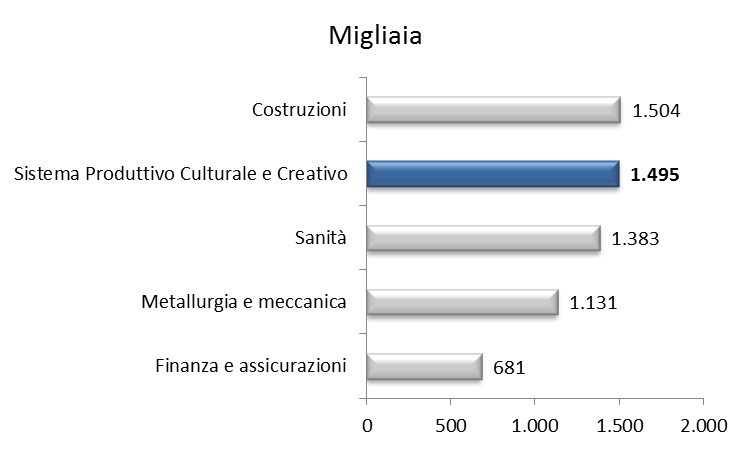 Migliaia
Costruzioni 1.504
Sistema Produttivo Culturale e Creativo 1.495
Sanità 1.383
Metallurgia e meccanica 1.131
Finanza e assicurazioni 681
0 500 1.000 1.500 2.000